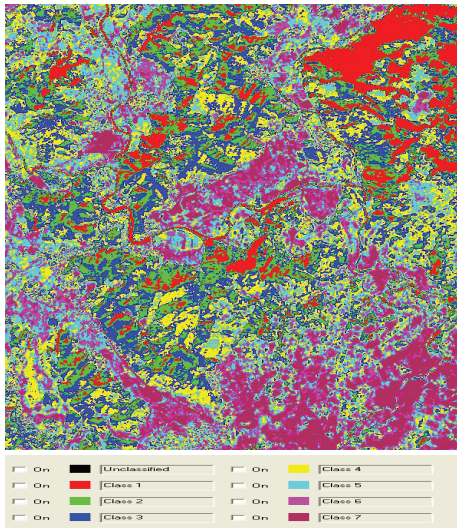 On Unclassified On Class 4
On Class 1 On Class 5
On Class 2 On Class 6
On Class 3 On Class 7